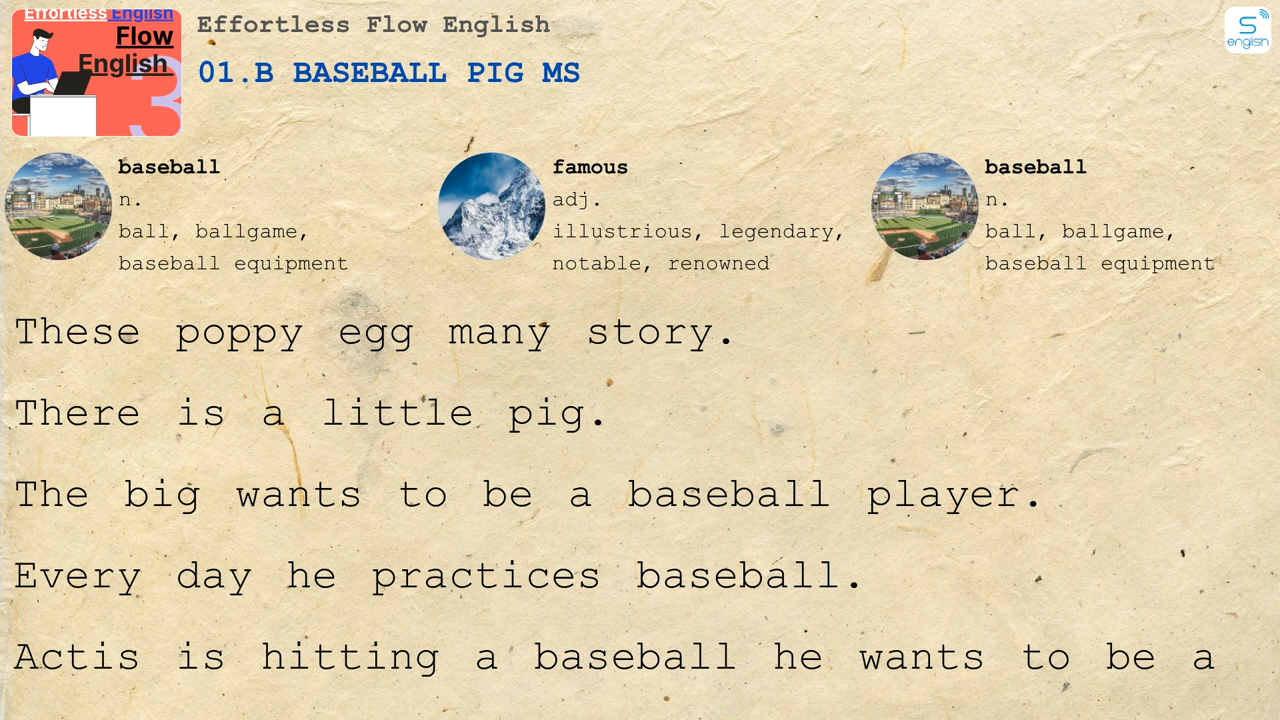 Effortless English
Flow
English
3
Effortless Flow English
01.B BASEBALL PIG MS
S
english
baseball
n.
ball, ballgame,
baseball equipment
famous
adj.
illustrious, legendary,
notable, renowned
baseball
n.
ball, ballgame,
baseball equipment
These poppy egg many story.
There is a little pig.
The big wants to be a baseball player.
Every day he practices baseball.
Actis is hitting a baseball he wants to be a